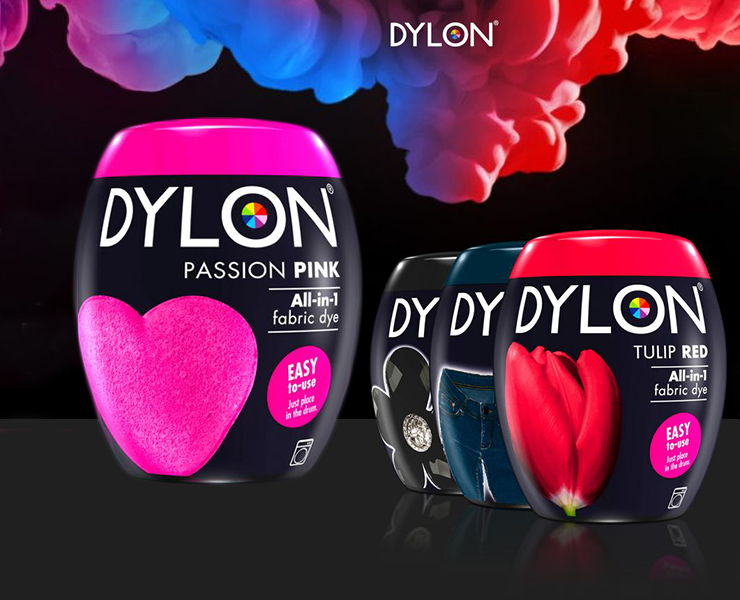 DYLON®
DYLON®
PASSION PINK
All-in-1
fabric dye
EASY
to-use
Just place
in the drum.
DY
DY
DYLON®
TULIP RED
All-in-1
fabric dye
EASY
to-use
Just place
in the drum.